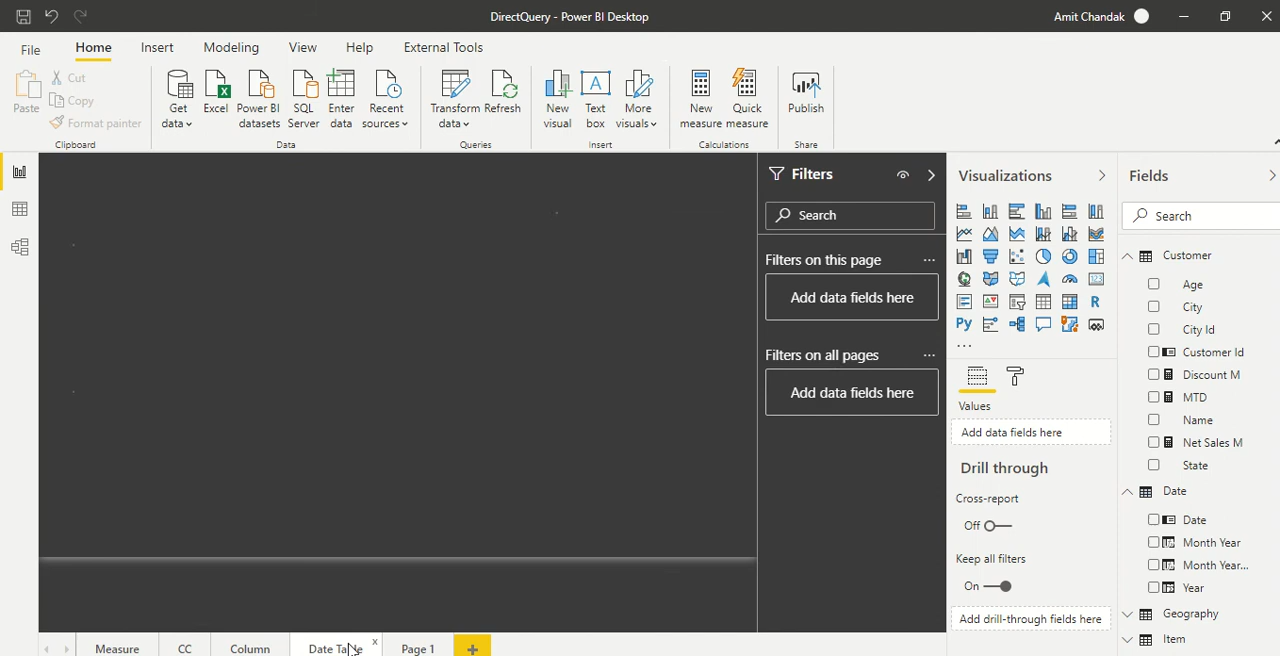 DirectQuery - Power BI Desktop
Amit Chandak
File
Home
Insert
Modeling
View
Help
External Tools
Paste
Cut
Copy
Format painter
Clipboard
Get data
Excel
Power BI datasets
SQL Server
Enter data
Recent sources
Data
Transform data
Refresh
Queries
New visual
Text box
More visuals
Insert
New measure
Quick measure
Calculations
Publish
Share
Filters
Search
Filters on this page
...
Add data fields here
Filters on all pages
...
Add data fields here
Visualizations
R
Py
...
Values
Add data fields here
Drill through
Cross-report
Off
Keep all filters
On
Add drill-through fields here
Fields
Search
Customer
Age
City
City Id
Customer Id
Discount M
MTD
Name
Net Sales M
State
Date
Date
Month Year
Month Year...
Year
Geography
Item
Measure
CC
Column
Date Table
Page 1